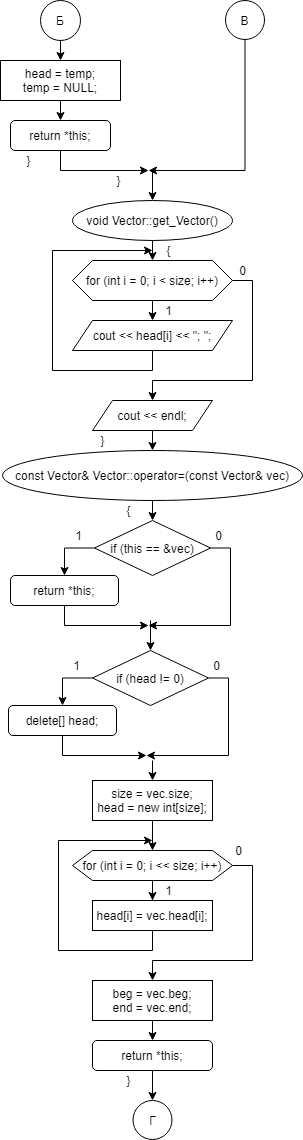 Б
В
head = temp;
temp = NULL;
return *this;
}
}
void Vector::get_Vector()
{
for (int i = 0; i < size; i++)
0
1
cout << head[i] << "; ";
cout << endl;
}
const Vector& Vector::operator=(const Vector& vec)
{
1
if (this == &vec)
0
return *this;
1
if (head != 0)
0
delete[] head;
size = vec.size;
head = new int[size];
0
for (int i = 0; i << size; i++)
1
head[i] = vec.head[i];
beg = vec.beg;
end = vec.end;
return *this;
}
Г